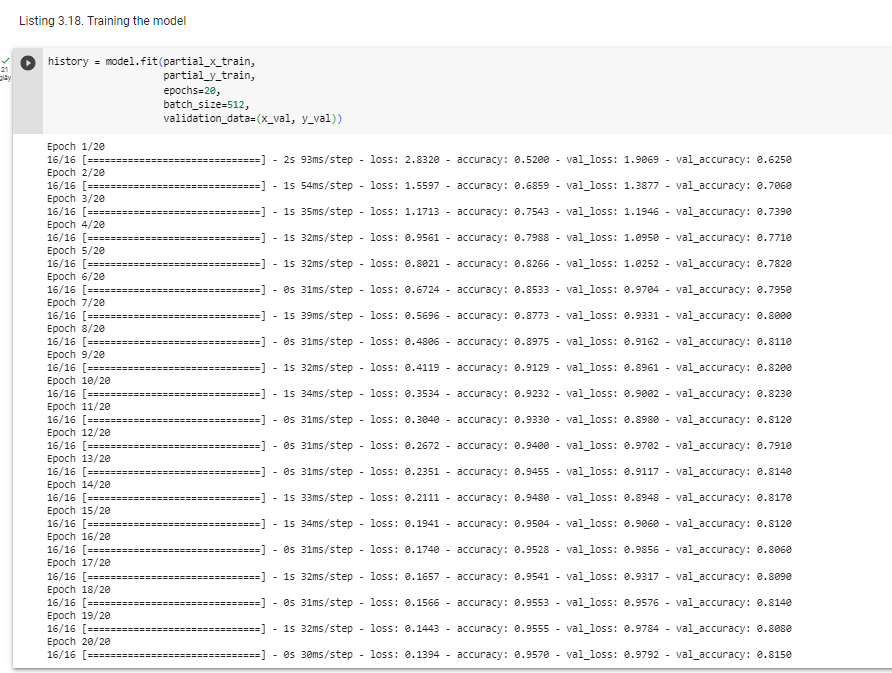 Listing 3.18. Training the model
21
giây
history = model.fit(partial_x_train,
partial_y_train,
epochs=20,
batch_size=512,
validation_data=(x_val, y_val))
Epoch 1/20
16/16 [==============================] - 2s 93ms/step - loss: 2.8320 - accuracy: 0.5200 - val_loss: 1.9069 - val_accuracy: 0.6250
Epoch 2/20
16/16 [==============================] - 1s 54ms/step - loss: 1.5597 - accuracy: 0.6859 - val_loss: 1.3877 - val_accuracy: 0.7060
Epoch 3/20
16/16 [==============================] - 1s 35ms/step - loss: 1.1713 - accuracy: 0.7543 - val_loss: 1.1946 - val_accuracy: 0.7390
Epoch 4/20
16/16 [==============================] - 1s 32ms/step - loss: 0.9561 - accuracy: 0.7988 - val_loss: 1.0950 - val_accuracy: 0.7710
Epoch 5/20
16/16 [==============================] - 1s 32ms/step - loss: 0.8021 - accuracy: 0.8266 - val_loss: 1.0252 - val_accuracy: 0.7820
Epoch 6/20
16/16 [==============================] - 0s 31ms/step - loss: 0.6724 - accuracy: 0.8533 - val_loss: 0.9704 - val_accuracy: 0.7950
Epoch 7/20
16/16 [==============================] - 1s 39ms/step - loss: 0.5696 - accuracy: 0.8773 - val_loss: 0.9331 - val_accuracy: 0.8000
Epoch 8/20
16/16 [==============================] - 0s 31ms/step - loss: 0.4806 - accuracy: 0.8975 - val_loss: 0.9162 - val_accuracy: 0.8110
Epoch 9/20
16/16 [==============================] - 1s 32ms/step - loss: 0.4119 - accuracy: 0.9129 - val_loss: 0.8961 - val_accuracy: 0.8200
Epoch 10/20
16/16 [==============================] - 1s 34ms/step - loss: 0.3534 - accuracy: 0.9232 - val_loss: 0.9002 - val_accuracy: 0.8230
Epoch 11/20
16/16 [==============================] - 0s 31ms/step - loss: 0.3040 - accuracy: 0.9330 - val_loss: 0.8980 - val_accuracy: 0.8120
Epoch 12/20
16/16 [==============================] - 0s 31ms/step - loss: 0.2672 - accuracy: 0.9400 - val_loss: 0.9702 - val_accuracy: 0.7910
Epoch 13/20
16/16 [==============================] - 0s 31ms/step - loss: 0.2351 - accuracy: 0.9455 - val_loss: 0.9117 - val_accuracy: 0.8140
Epoch 14/20
16/16 [==============================] - 1s 33ms/step - loss: 0.2111 - accuracy: 0.9480 - val_loss: 0.8948 - val_accuracy: 0.8170
Epoch 15/20
16/16 [==============================] - 1s 34ms/step - loss: 0.1941 - accuracy: 0.9504 - val_loss: 0.9060 - val_accuracy: 0.8120
Epoch 16/20
16/16 [==============================] - 0s 31ms/step - loss: 0.1740 - accuracy: 0.9528 - val_loss: 0.9856 - val_accuracy: 0.8060
Epoch 17/20
16/16 [==============================] - 1s 32ms/step - loss: 0.1657 - accuracy: 0.9541 - val_loss: 0.9317 - val_accuracy: 0.8090
Epoch 18/20
16/16 [==============================] - 0s 31ms/step - loss: 0.1566 - accuracy: 0.9553 - val_loss: 0.9576 - val_accuracy: 0.8140
Epoch 19/20
16/16 [==============================] - 1s 32ms/step - loss: 0.1443 - accuracy: 0.9555 - val_loss: 0.9784 - val_accuracy: 0.8080
Epoch 20/20
16/16 [==============================] - 0s 30ms/step - loss: 0.1394 - accuracy: 0.9570 - val_loss: 0.9792 - val_accuracy: 0.8150